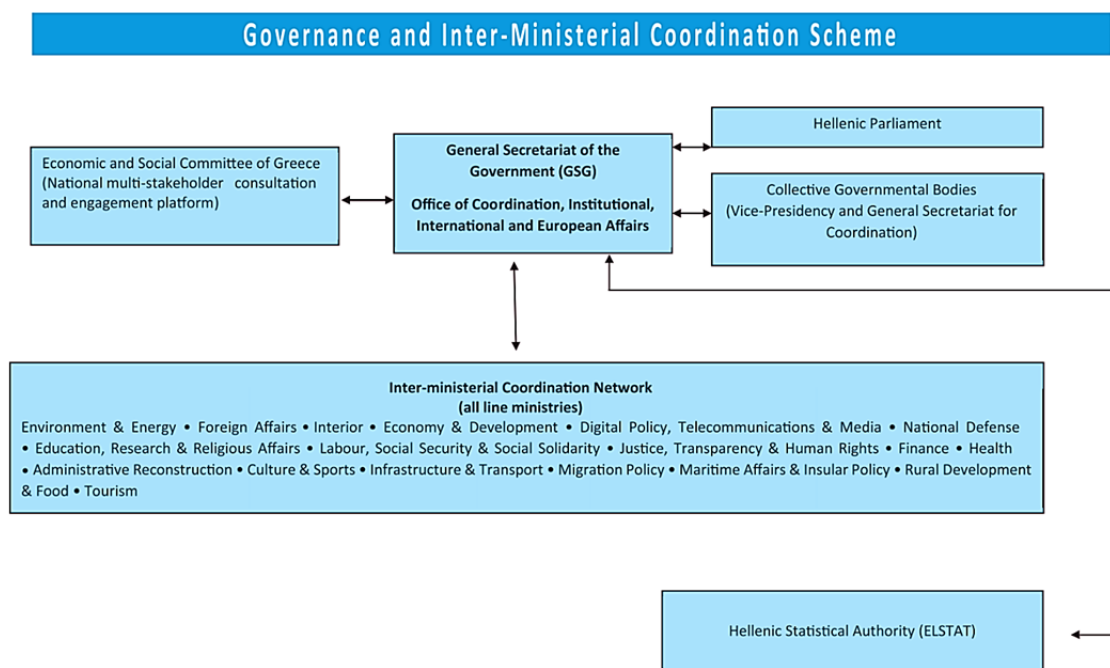 Governance and Inter-Ministerial Coordination Scheme
Economic and Social Committee of Greece
(National multi-stakeholder consultation
and engagement platform)
General Secretariat of the
Government (GSG)
Office of Coordination, Institutional,
International and European Affairs
Hellenic Parliament
Collective Governmental Bodies
(Vice-Presidency and General Secretariat for
Coordination)
Inter-ministerial Coordination Network
(all line ministries)
Environment & Energy • Foreign Affairs • Interior • Economy & Development • Digital Policy, Telecommunications & Media • National Defense
• Education, Research & Religious Affairs • Labour, Social Security & Social Solidarity • Justice, Transparency & Human Rights • Finance • Health
• Administrative Reconstruction • Culture & Sports • Infrastructure & Transport • Migration Policy • Maritime Affairs & Insular Policy • Rural Development
& Food • Tourism
Hellenic Statistical Authority (ELSTAT)